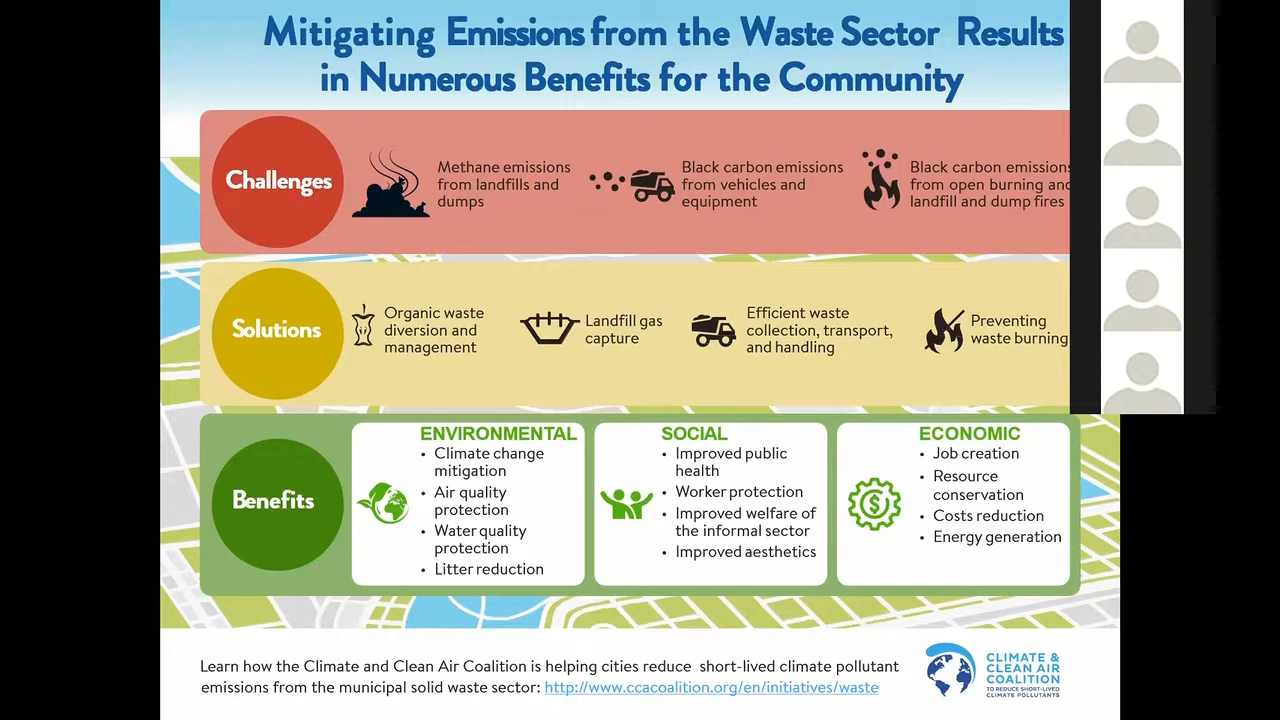 Mitigating Emissions from the Waste Sector Results
in Numerous Benefits for the Community
Challenges
Methane emissions
from landfills and
dumps
Black carbon emissions
from vehicles and
equipment
Black carbon emissions
from open burning and
landfill and dump fires
Solutions
Organic waste
diversion and
management
Landfill gas
capture
Efficient waste
collection, transport,
and handling
Preventing
waste burning
Benefits
ENVIRONMENTAL
• Climate change
mitigation
• Air quality
protection
• Water quality
protection
• Litter reduction
SOCIAL
• Improved public
health
• Worker protection
• Improved welfare of
the informal sector
• Improved aesthetics
ECONOMIC
• Job creation
• Resource
conservation
• Costs reduction
• Energy generation
Learn how the Climate and Clean Air Coalition is helping cities reduce short-lived climate pollutant
emissions from the municipal solid waste sector: http://www.ccacoalition.org/en/initiatives/waste
CLIMATE &
CLEAN AIR
COALITION
TO REDUCE SHORT-LIVED
CLIMATE POLLUTANTS